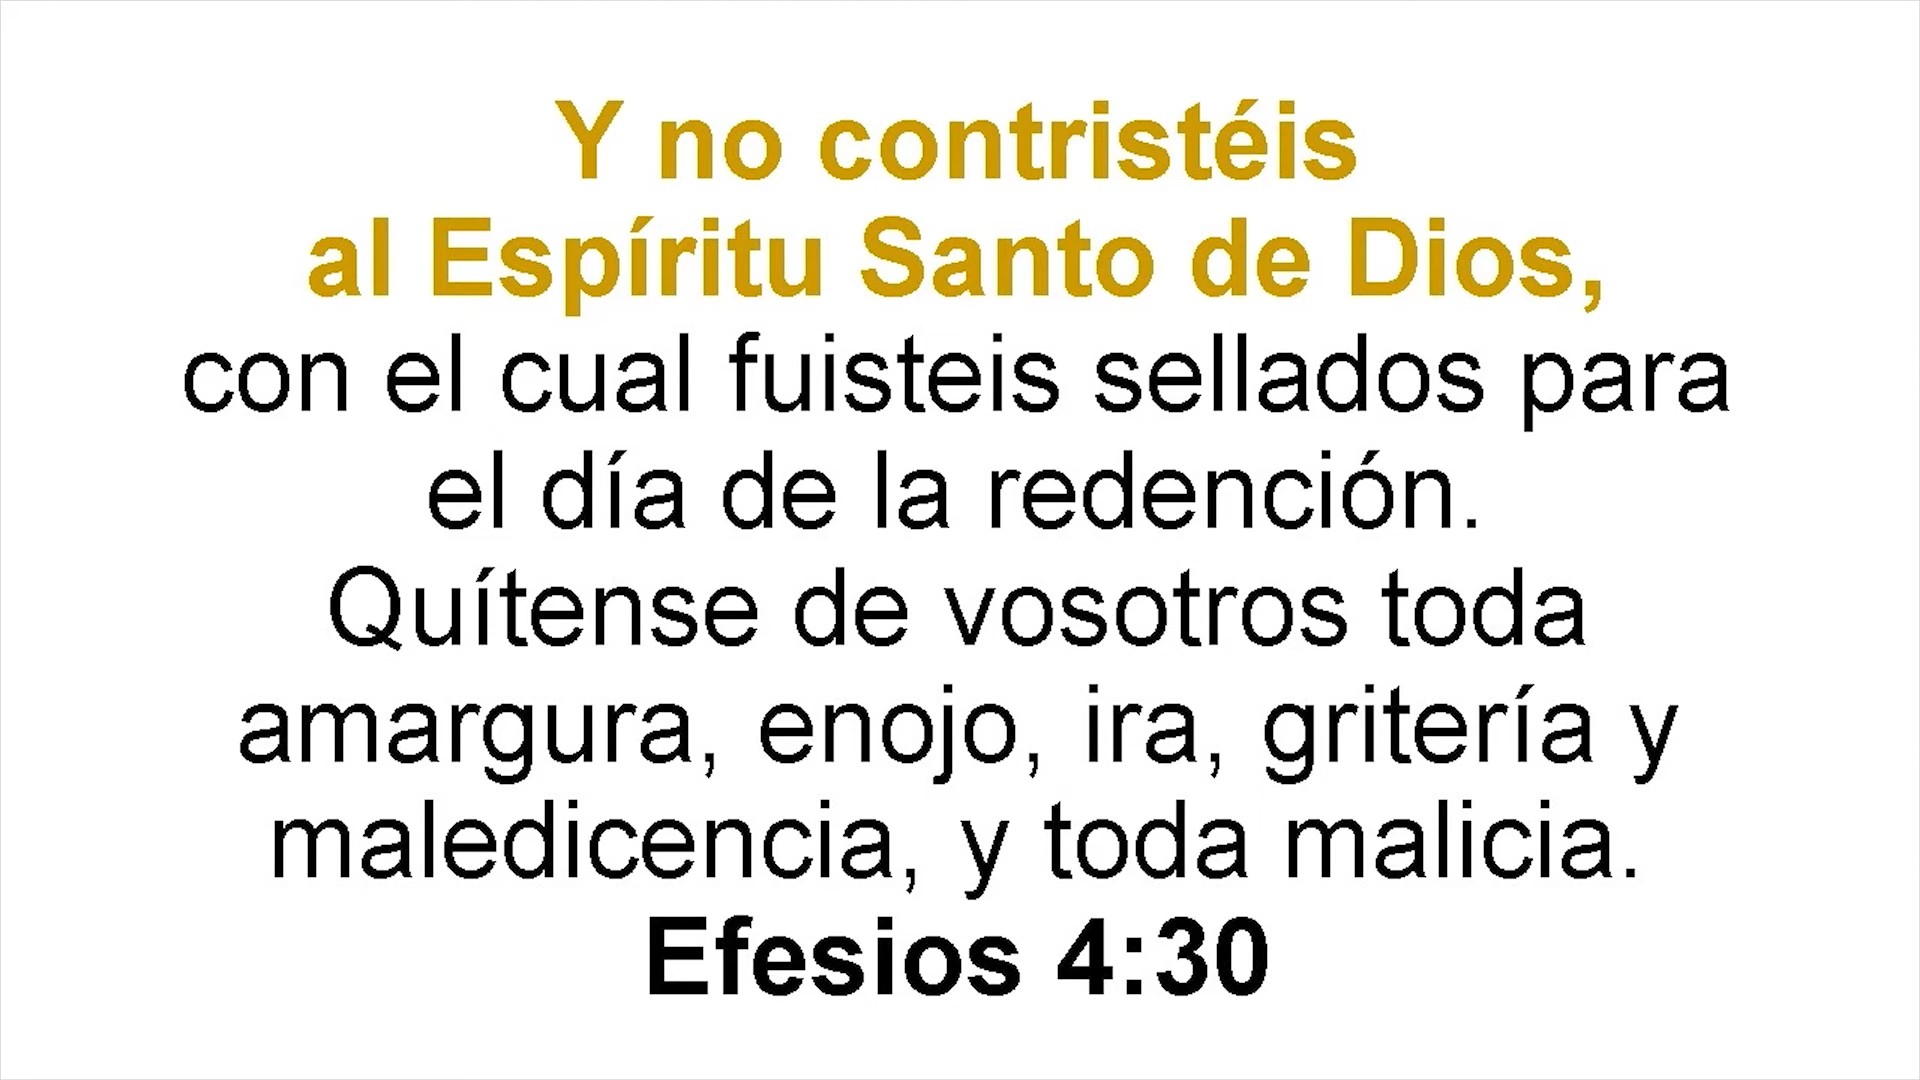 Y no contristéis
al Espíritu Santo de Dios,
con el cual fuisteis sellados para
el día de la redención.
Quítense de vosotros toda
amargura, enojo, ira, gritería y
maledicencia, y toda malicia.
Efesios 4:30